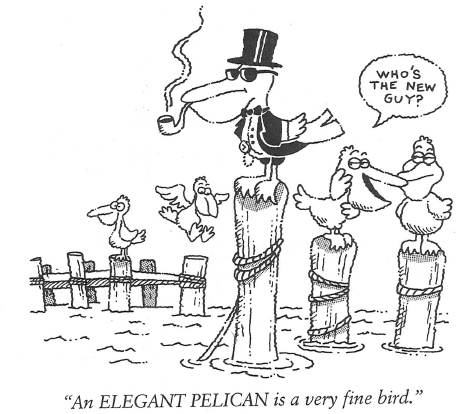 WHO'S
THE NEW
GUY?
"An ELEGANT PELICAN is a very fine bird."